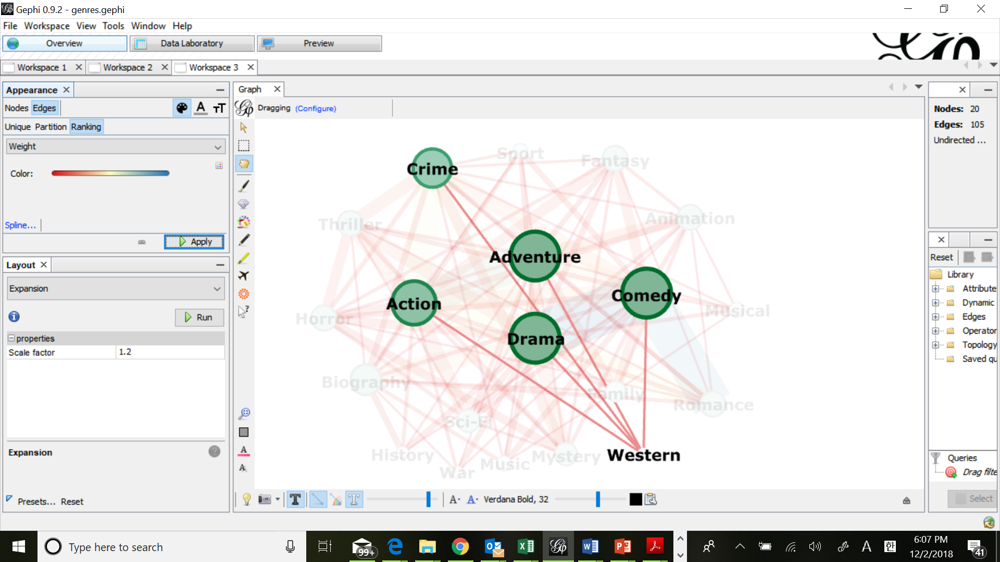 Gephi 0.9.2 - genres.gephi
File Workspace View Tools Window Help
Overview Data Laboratory Preview
Workspace 1 Workspace 2 Workspace 3
Appearance
Nodes Edges
Unique Partition Ranking
Weight
Color:
Spline...
Apply
Layout
Expansion
Run
properties
Scale factor 1.2
Expansion
Presets... Reset
Graph
Dragging (Configure)
Crime
Sport
Fantasy
Thriller
Animation
Adventure
Comedy
Action
Horror
Musical
Drama
Biography
Family
Romance
Sci-Fi
History
Music
Mystery
Western
War
Verdana Bold, 32
Nodes: 20
Edges: 105
Undirected ...
Reset
Library
Attribute
Dynamic
Edges
Operator
Topology
Saved qu
Queries
Drag filte
Select
Type here to search
99+
한
6:07 PM
12/2/2018
41